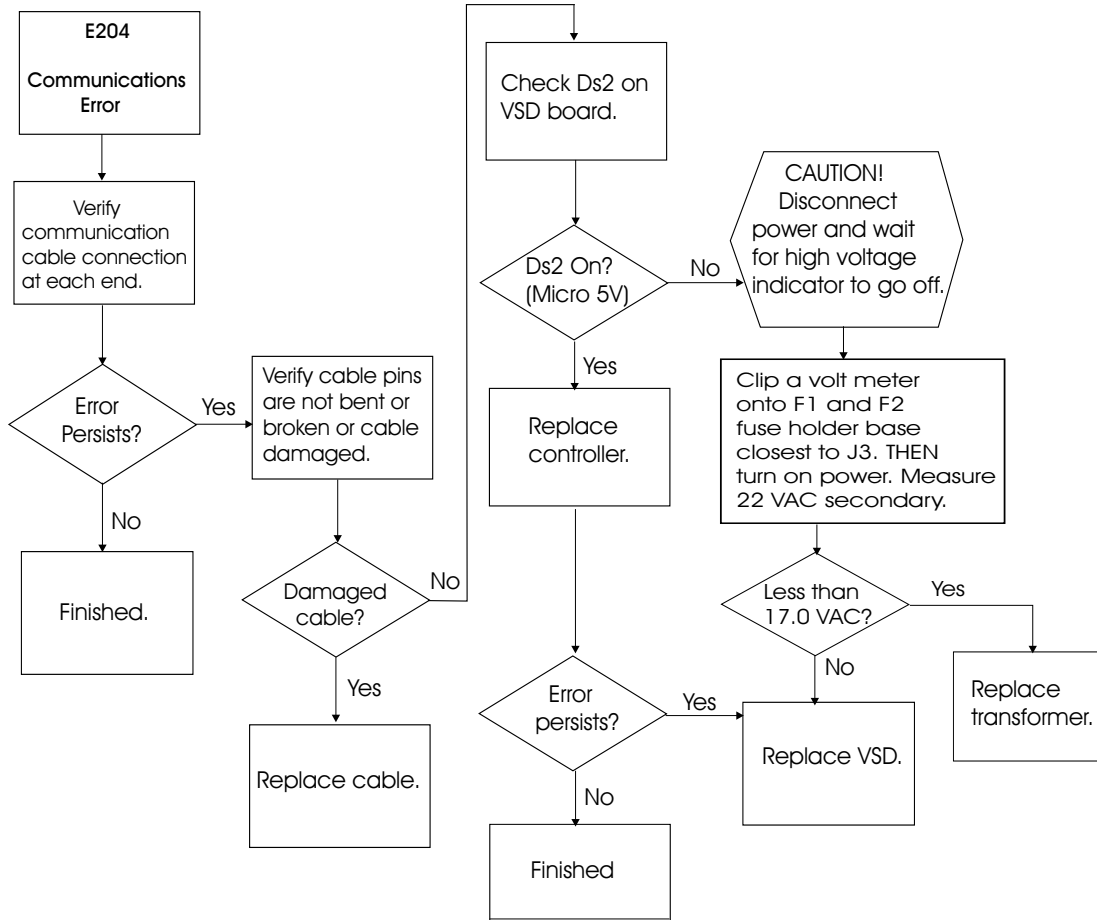 E204
Communications
Error
Verify
communication
cable connection
at each end.
Error
Persists?
Yes
No
Finished.
Verify cable pins
are not bent or
broken or cable
damaged.
Damaged
cable?
No
Yes
Replace cable.
Check Ds2 on
VSD board.
Ds2 On?
(Micro 5V)
No
Yes
Replace
controller.
Error
persists?
Yes
No
Finished
CAUTION!
Disconnect
power and wait
for high voltage
indicator to go off.
Clip a volt meter
onto F1 and F2
fuse holder base
closest to J3. THEN
turn on power. Measure
22 VAC secondary.
Less than
17.0 VAC?
Yes
No
Replace VSD.
Replace
transformer.